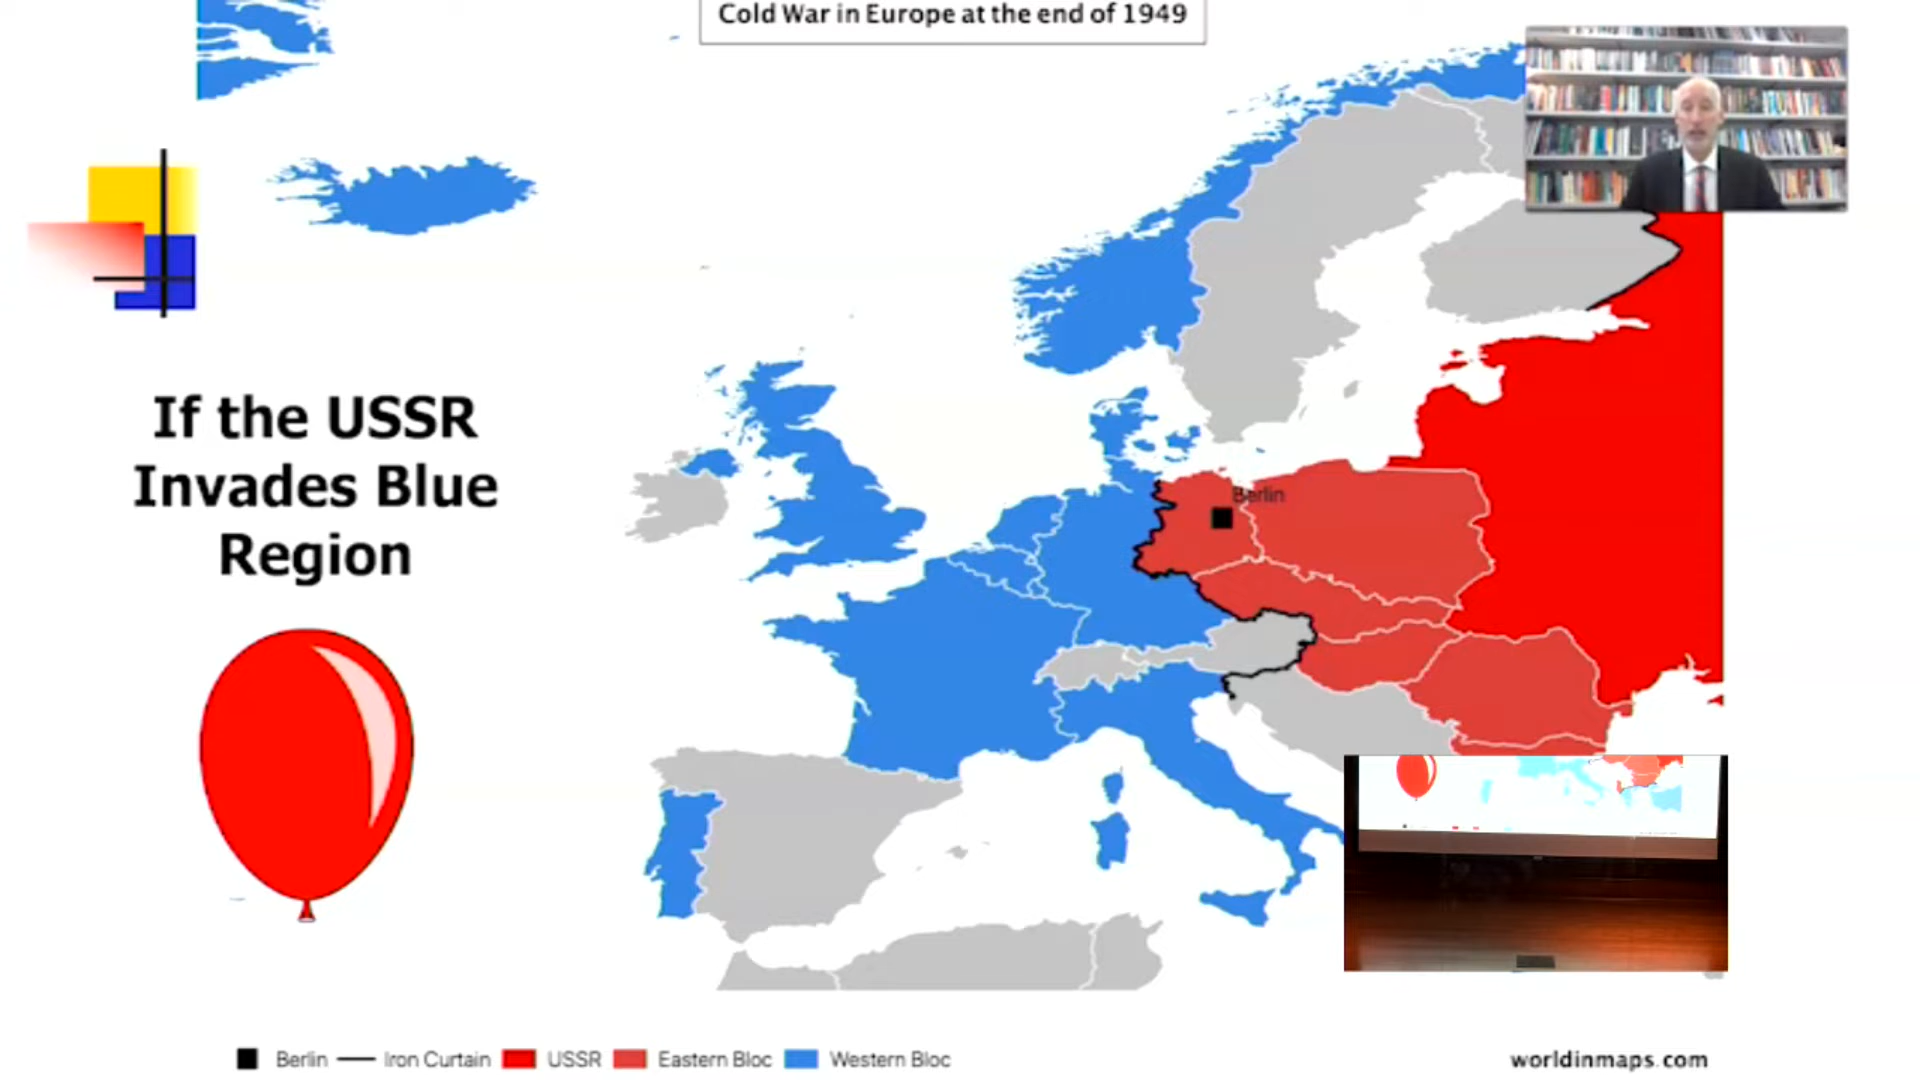 Cold War in Europe at the end of 1949
If the USSR
Invades Blue
Region
Berlin
Berlin
Iron Curtain
USSR
Eastern Bloc
Western Bloc
worldinmaps.com